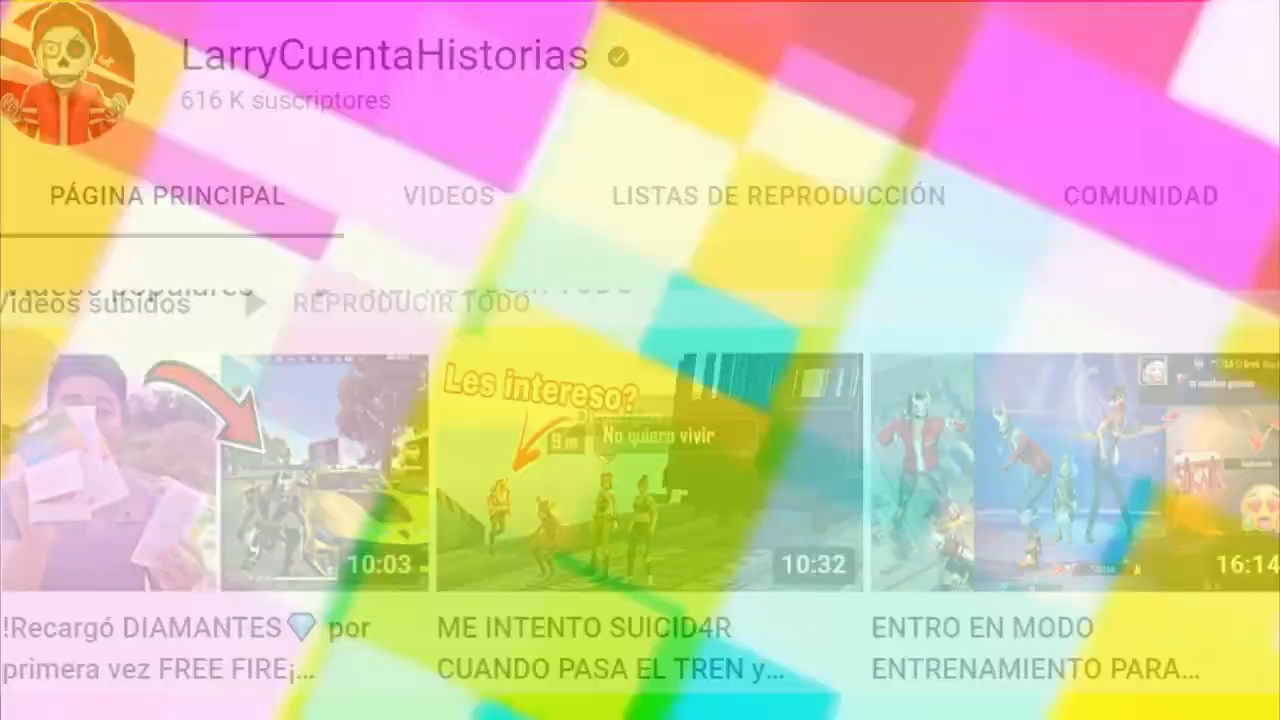 LarryCuentaHistorias
616 K suscriptores
PÁGINA PRINCIPAL VIDEOS LISTAS DE REPRODUCCIÓN COMUNIDAD
Videos subidos REPRODUCIR TODO
Les intereso?
9 m No quiero vivir
10:03 10:32 16:14
!Recargó DIAMANTES💎 por ME INTENTO SUICID4R ENTRO EN MODO
primera vez FREE FIRE¡... CUANDO PASA EL TREN y... ENTRENAMIENTO PARA...